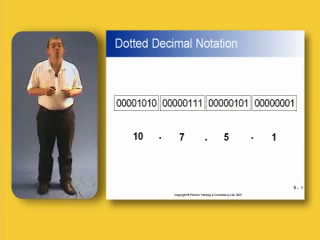 Dotted Decimal Notation
00001010 00000111 00000101 00000001
10 . 7 . 5 . 1